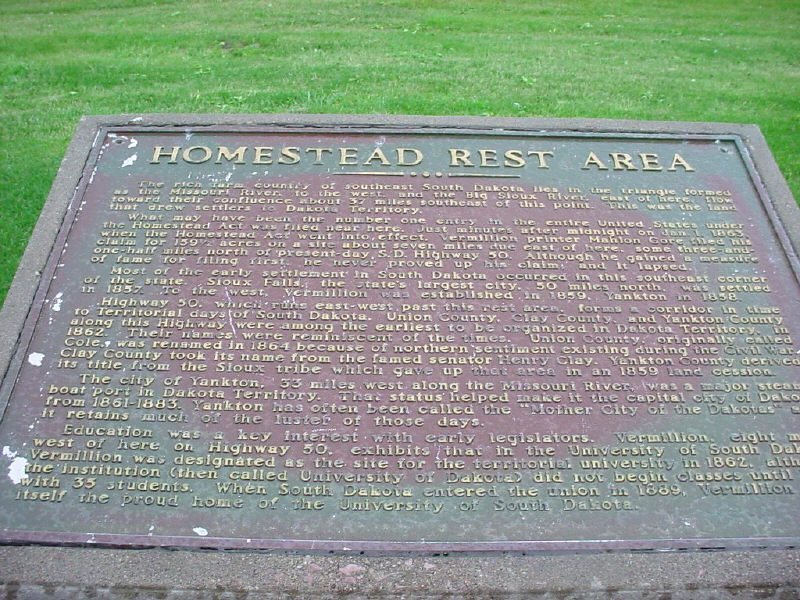 HOMESTEAD REST AREA
The rich farm country of southeast South Dakota lies in the triangle formed
as the Missouri River, to the west, and the Big Sioux River, east of here, flow
toward their confluence about 37 miles southeast of this point. This was the land
that drew settlers to Dakota Territory.
What may have been the number one entry in the entire United States under
the Homestead Act was filed near here. Just minutes after midnight on Jan. 1, 1863
when the Homestead Act went into effect, Vermillion printer Mahlon Gore filed his
claim for 159½ acres on a site about seven miles due east of here, some three and
one-half miles north of present-day S.D. Highway 50. Although he gained a measure
of fame for filing first, he never proved up his claim, and it lapsed.
Most of the early settlement in South Dakota occurred in this southeast corner
of the state. Sioux Falls, the state's largest city, 50 miles north, was settled
in 1857. To the west, Vermillion was established in 1859, Yankton in 1858.
Highway 50, which runs east-west past this rest area, forms a corridor in time
to Territorial days of South Dakota. Union County, Clay County, and Yankton County
along this Highway were among the earliest to be organized in Dakota Territory, in
1862. Their names were reminiscent of the times. Union County, originally called
Cole, was renamed in 1864 because of northern sentiment existing during the Civil War.
Clay County took its name from the famed senator Henry Clay. Yankton County derived
its title from the Sioux tribe which gave up that area in an 1859 land cession.
The city of Yankton, 33 miles west along the Missouri River, was a major steam
boat port in Dakota Territory. That status helped make it the capital city of Dako
from 1861-1883. Yankton has often been called the "Mother City of the Dakotas" a
it retains much of the luster of those days.
Education was a key interest with early legislators. Vermillion, eight m
west of here on Highway 50, exhibits that in the University of South Dak
Vermillion was designated as the site for the territorial university in 1862, alth
the institution (then called University of Dakota) did not begin classes until
with 35 students. When South Dakota entered the union in 1889, Vermillion
itself the proud home of the University of South Dakota.